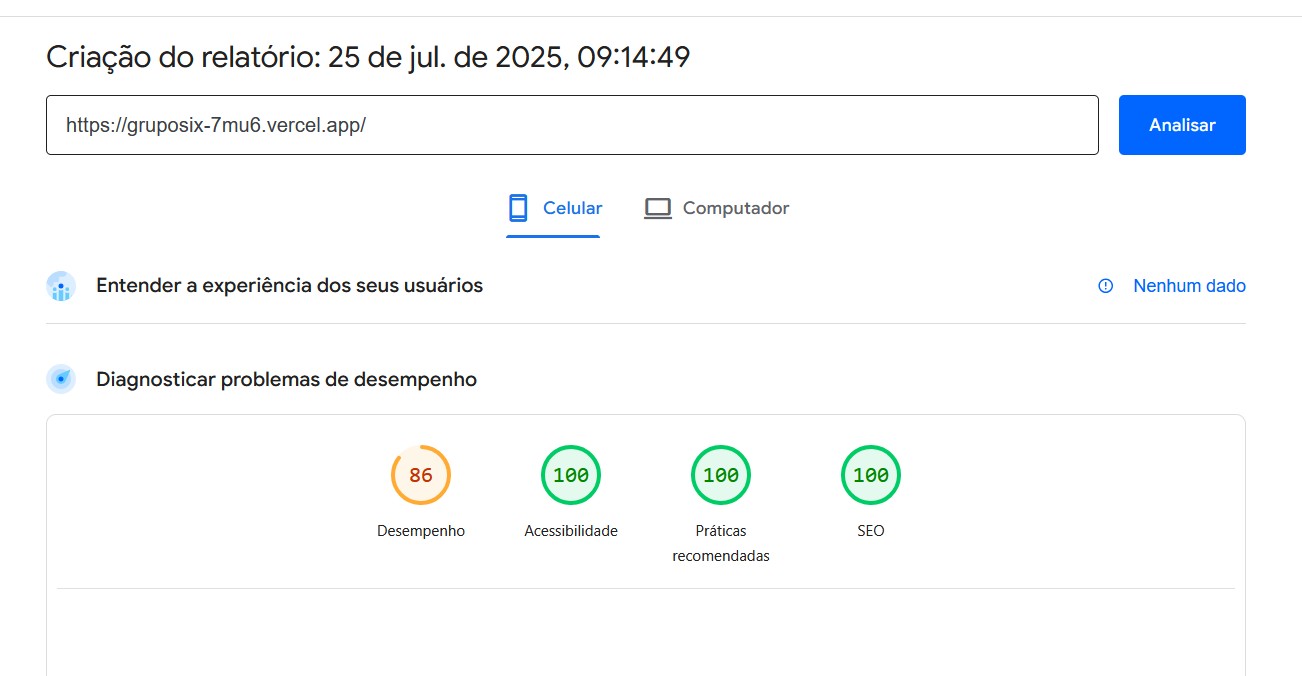 Criação do relatório: 25 de jul. de 2025, 09:14:49
https://gruposix-7mu6.vercel.app/
Analisar
Celular
Computador
Entender a experiência dos seus usuários
Nenhum dado
Diagnosticar problemas de desempenho
86
100
100
100
Desempenho
Acessibilidade
Práticas
recomendadas
SEO